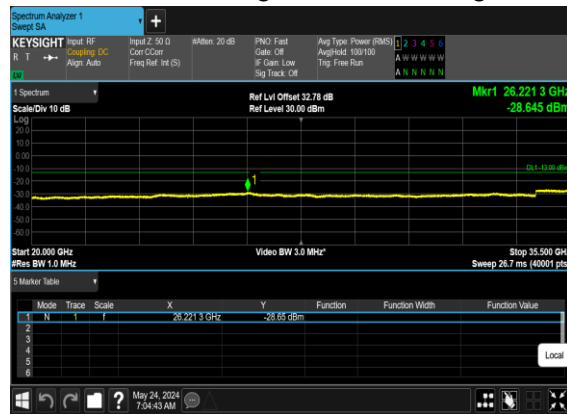 Spectrum Analyzer 1
Swept SA
+
KEYSIGHT Input: RF Input Z: 50 Ω #Atten: 20 dB PNO: Fast Avg Type: Power (RMS) 1 2 3 4 5 6
R T Coupling: DC Corr CCorr Gate: Off Avg|Hold: 100/100 A W W W W W
Align: Auto Freq Ref: Int (S) IF Gain: Low Trig: Free Run
Sig Track: Off A N N N N N
1 Spectrum Ref Lvl Offset 32.78 dB Mkr1 26.221 3 GHz
Scale/Div 10 dB Ref Level 30.00 dBm -28.645 dBm
Log
20.0
10.0
0.00
-10.0 DL1 -13.00 dBm
-20.0 1
-30.0
-40.0
-50.0
-60.0
Start 20.000 GHz Video BW 3.0 MHz* Stop 35.500 GHz
#Res BW 1.0 MHz Sweep 26.7 ms (40001 pts)
5 Marker Table
Mode Trace Scale X Y Function Function Width Function Value
1 N 1 f 26.221 3 GHz -28.65 dBm
2
3
4
5
6
Local
? May 24, 2024
7:04:43 AM